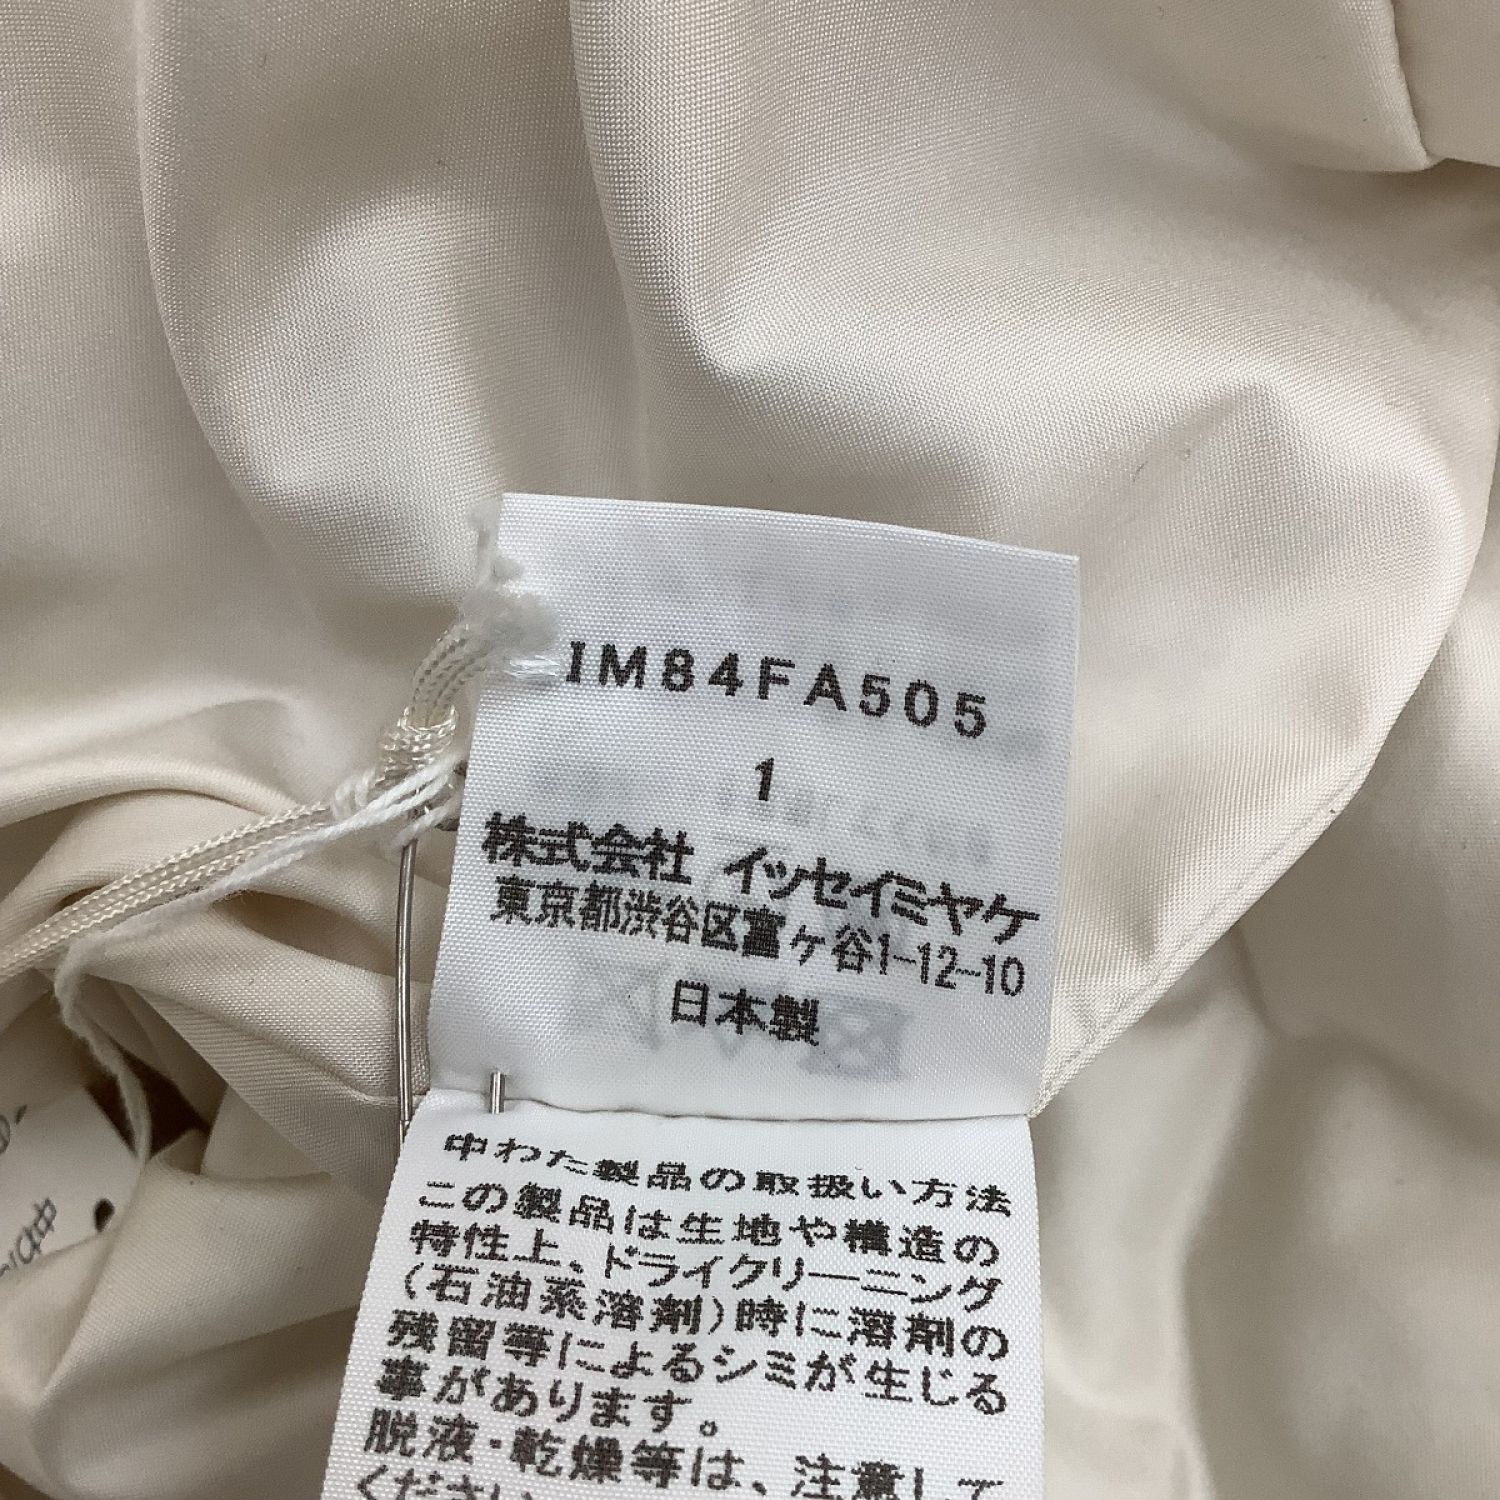 IM84FA505
1
株式会社 イッセイミヤケ
東京都渋谷区富ヶ谷1-12-10
日本製
中わた製品の取扱い方法
この製品は生地や構造の
特性上、ドライクリーニング
(石油系溶剤)時に溶剤の
残留等によるシミが生じる
事があります。
脱液・乾燥等は、注意して
ください